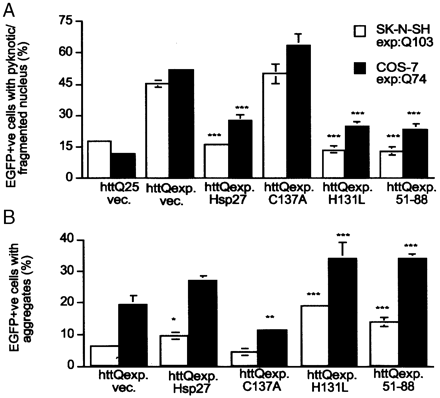 A
EGFP+ve cells with pyknotic/
fragmented nucleus (%)
75
60
45
30
15
0
SK-N-SH
exp:Q103
COS-7
exp:Q74
*** ***
*** ***
*** ***
httQ25 httQexp. httQexp. httQexp. httQexp. httQexp.
vec. vec. Hsp27 C137A H131L 51-88
B
EGFP+ve cells with
aggregates (%)
40
30
20
10
0
* ** *** *** *** ***
httQexp. httQexp. httQexp. httQexp. httQexp.
vec. Hsp27 C137A H131L 51-88